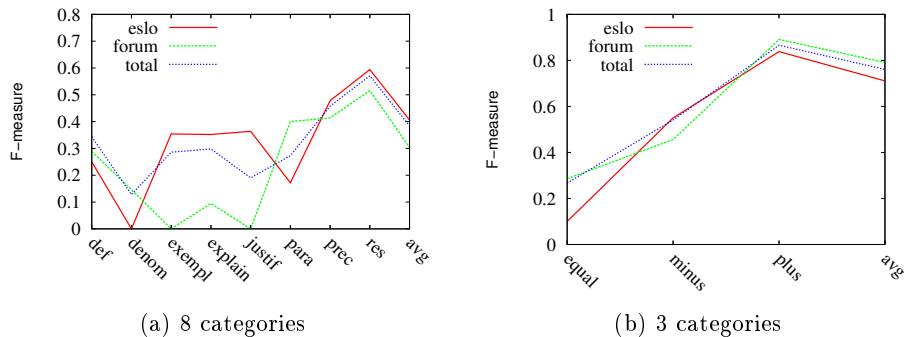 F-measure
0.8
0.7
0.6
0.5
0.4
0.3
0.2
0.1
0
eslo
forum
total
def
denom
exempl
explain
justif
para
prec
res
avg
(a) 8 categories
F-measure
1
0.8
0.6
0.4
0.2
0
eslo
forum
total
equal
minus
plus
avg
(b) 3 categories